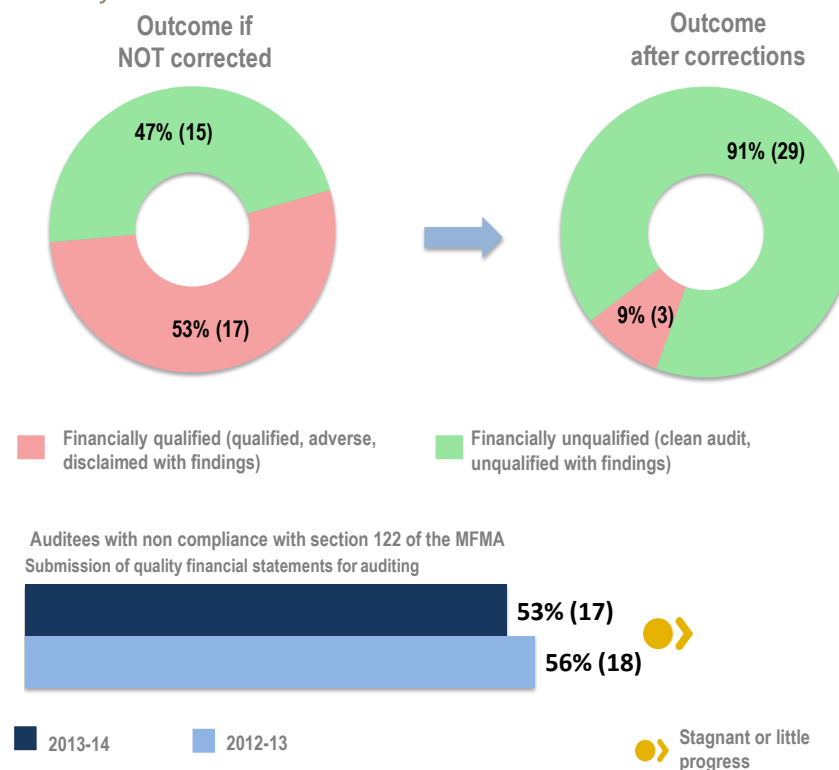 Outcome if
NOT corrected
Outcome
after corrections
47% (15)
53% (17)
91% (29)
9% (3)
Financially qualified (qualified, adverse,
disclaimed with findings)
Financially unqualified (clean audit,
unqualified with findings)
Auditees with non compliance with section 122 of the MFMA
Submission of quality financial statements for auditing
53% (17)
56% (18)
2013-14
2012-13
Stagnant or little
progress